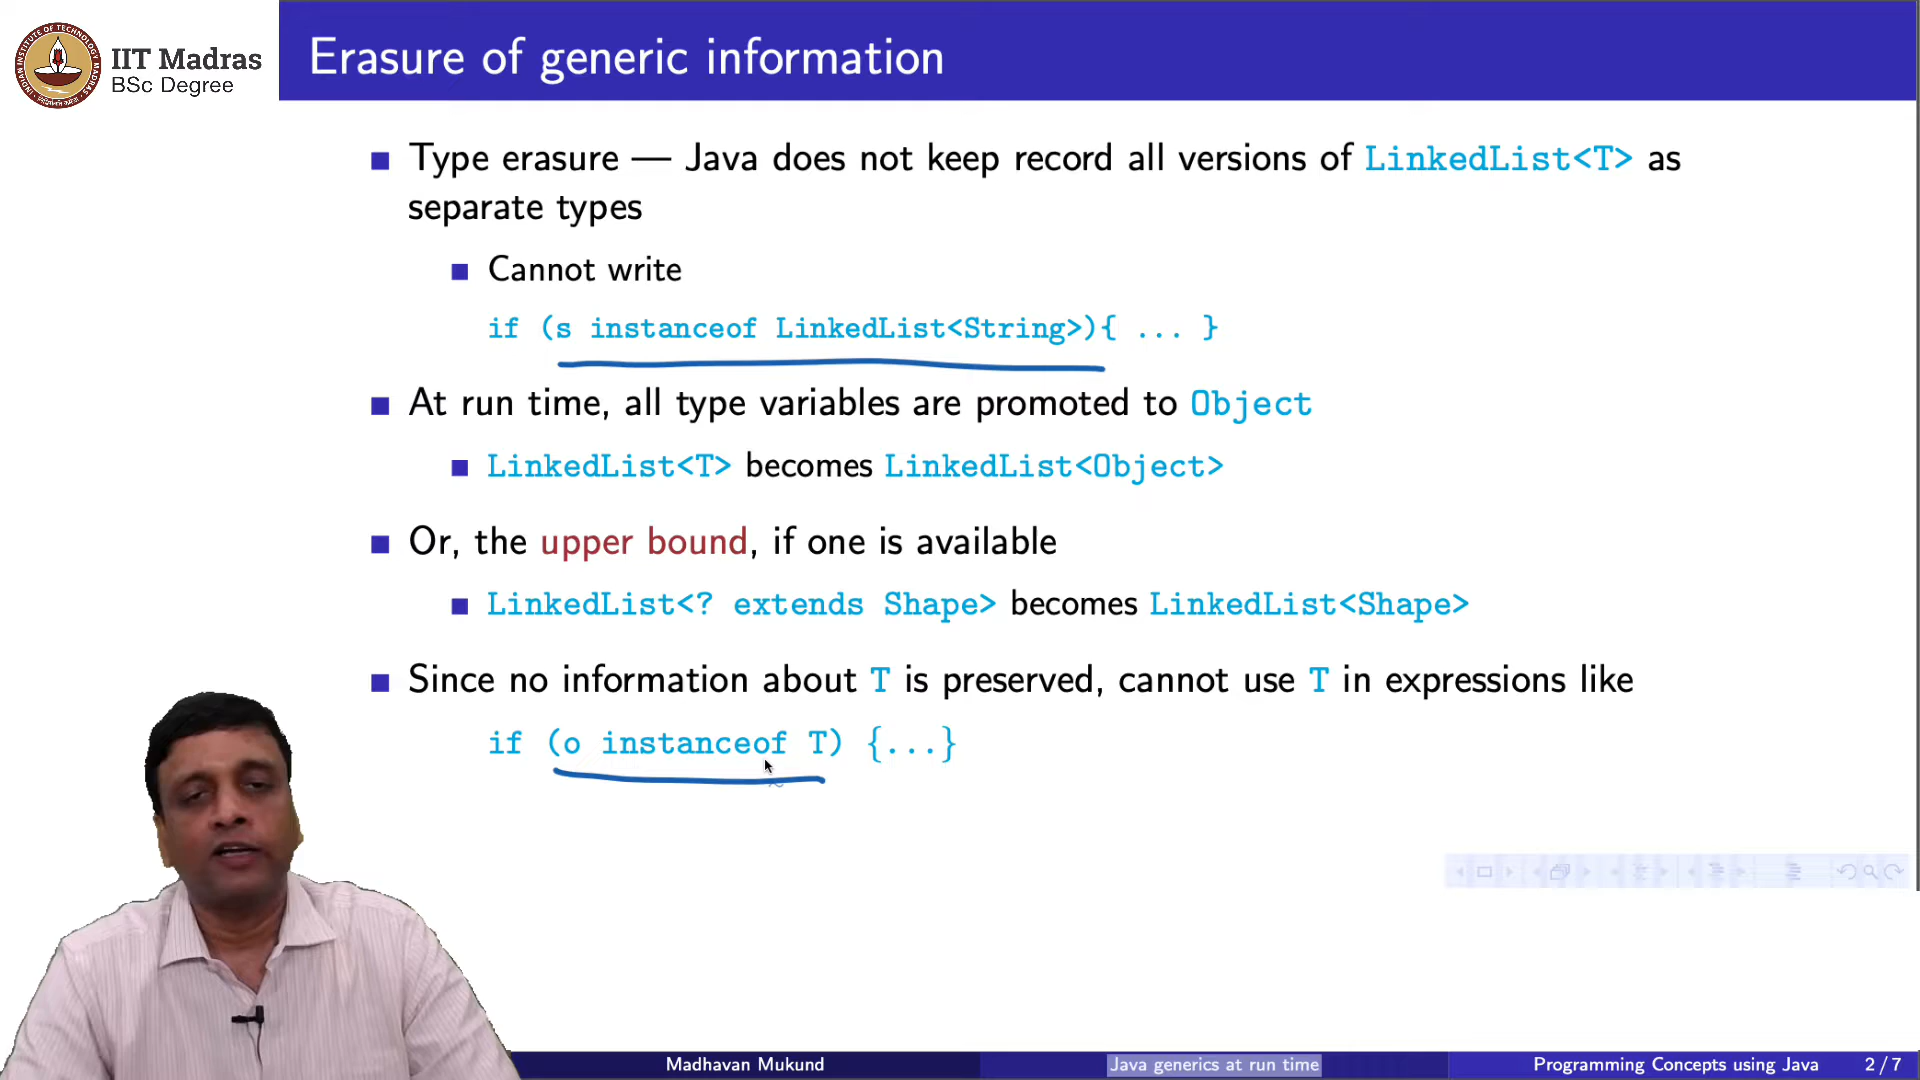 IIT Madras
BSc Degree
Erasure of generic information
Type erasure — Java does not keep record all versions of LinkedList<T> as
separate types
Cannot write
if (s instanceof LinkedList<String>){ ... }
At run time, all type variables are promoted to Object
LinkedList<T> becomes LinkedList<Object>
Or, the upper bound, if one is available
LinkedList<? extends Shape> becomes LinkedList<Shape>
Since no information about T is preserved, cannot use T in expressions like
if (o instanceof T) {...}
Madhavan Mukund
Java generics at run time
Programming Concepts using Java
2 / 7